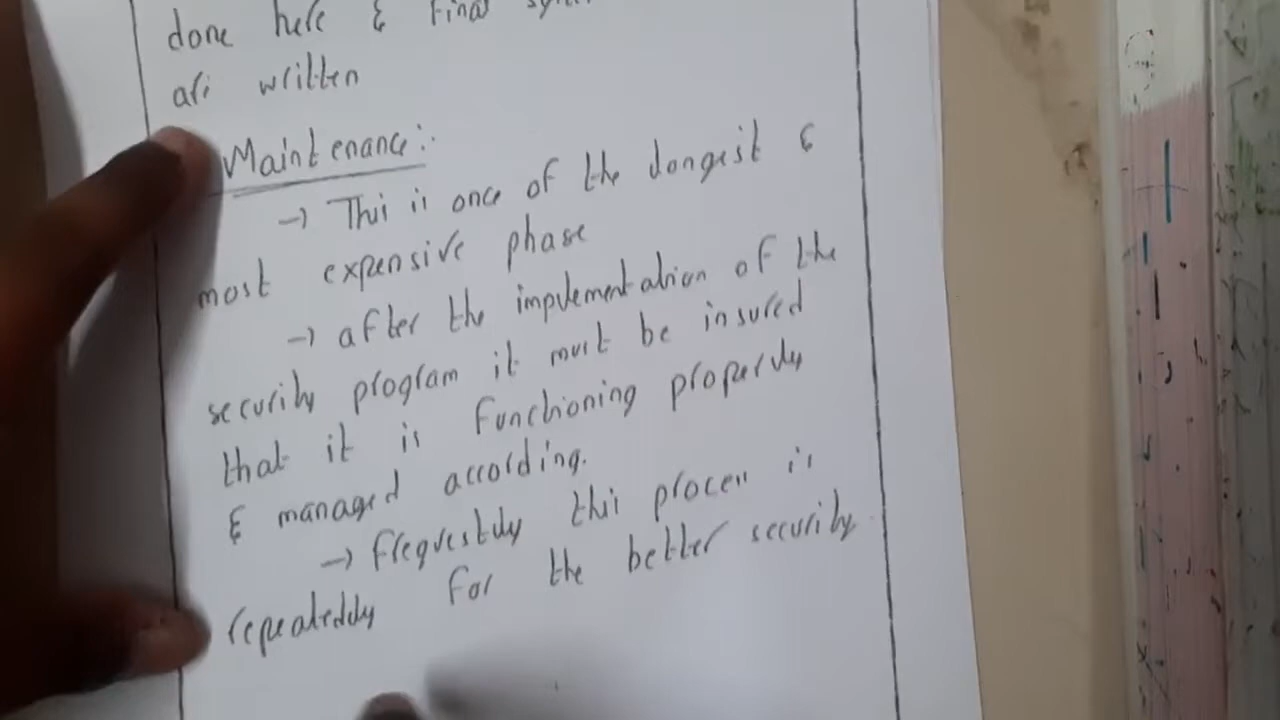 done here & final
are written
Maintenance:-
→ This is once of the longest &
most expensive phase
→ after the implementation of the
security program it must be insured
that it is functioning properly
& managed according.
→ frequestly this process is
repeatedly for the better security